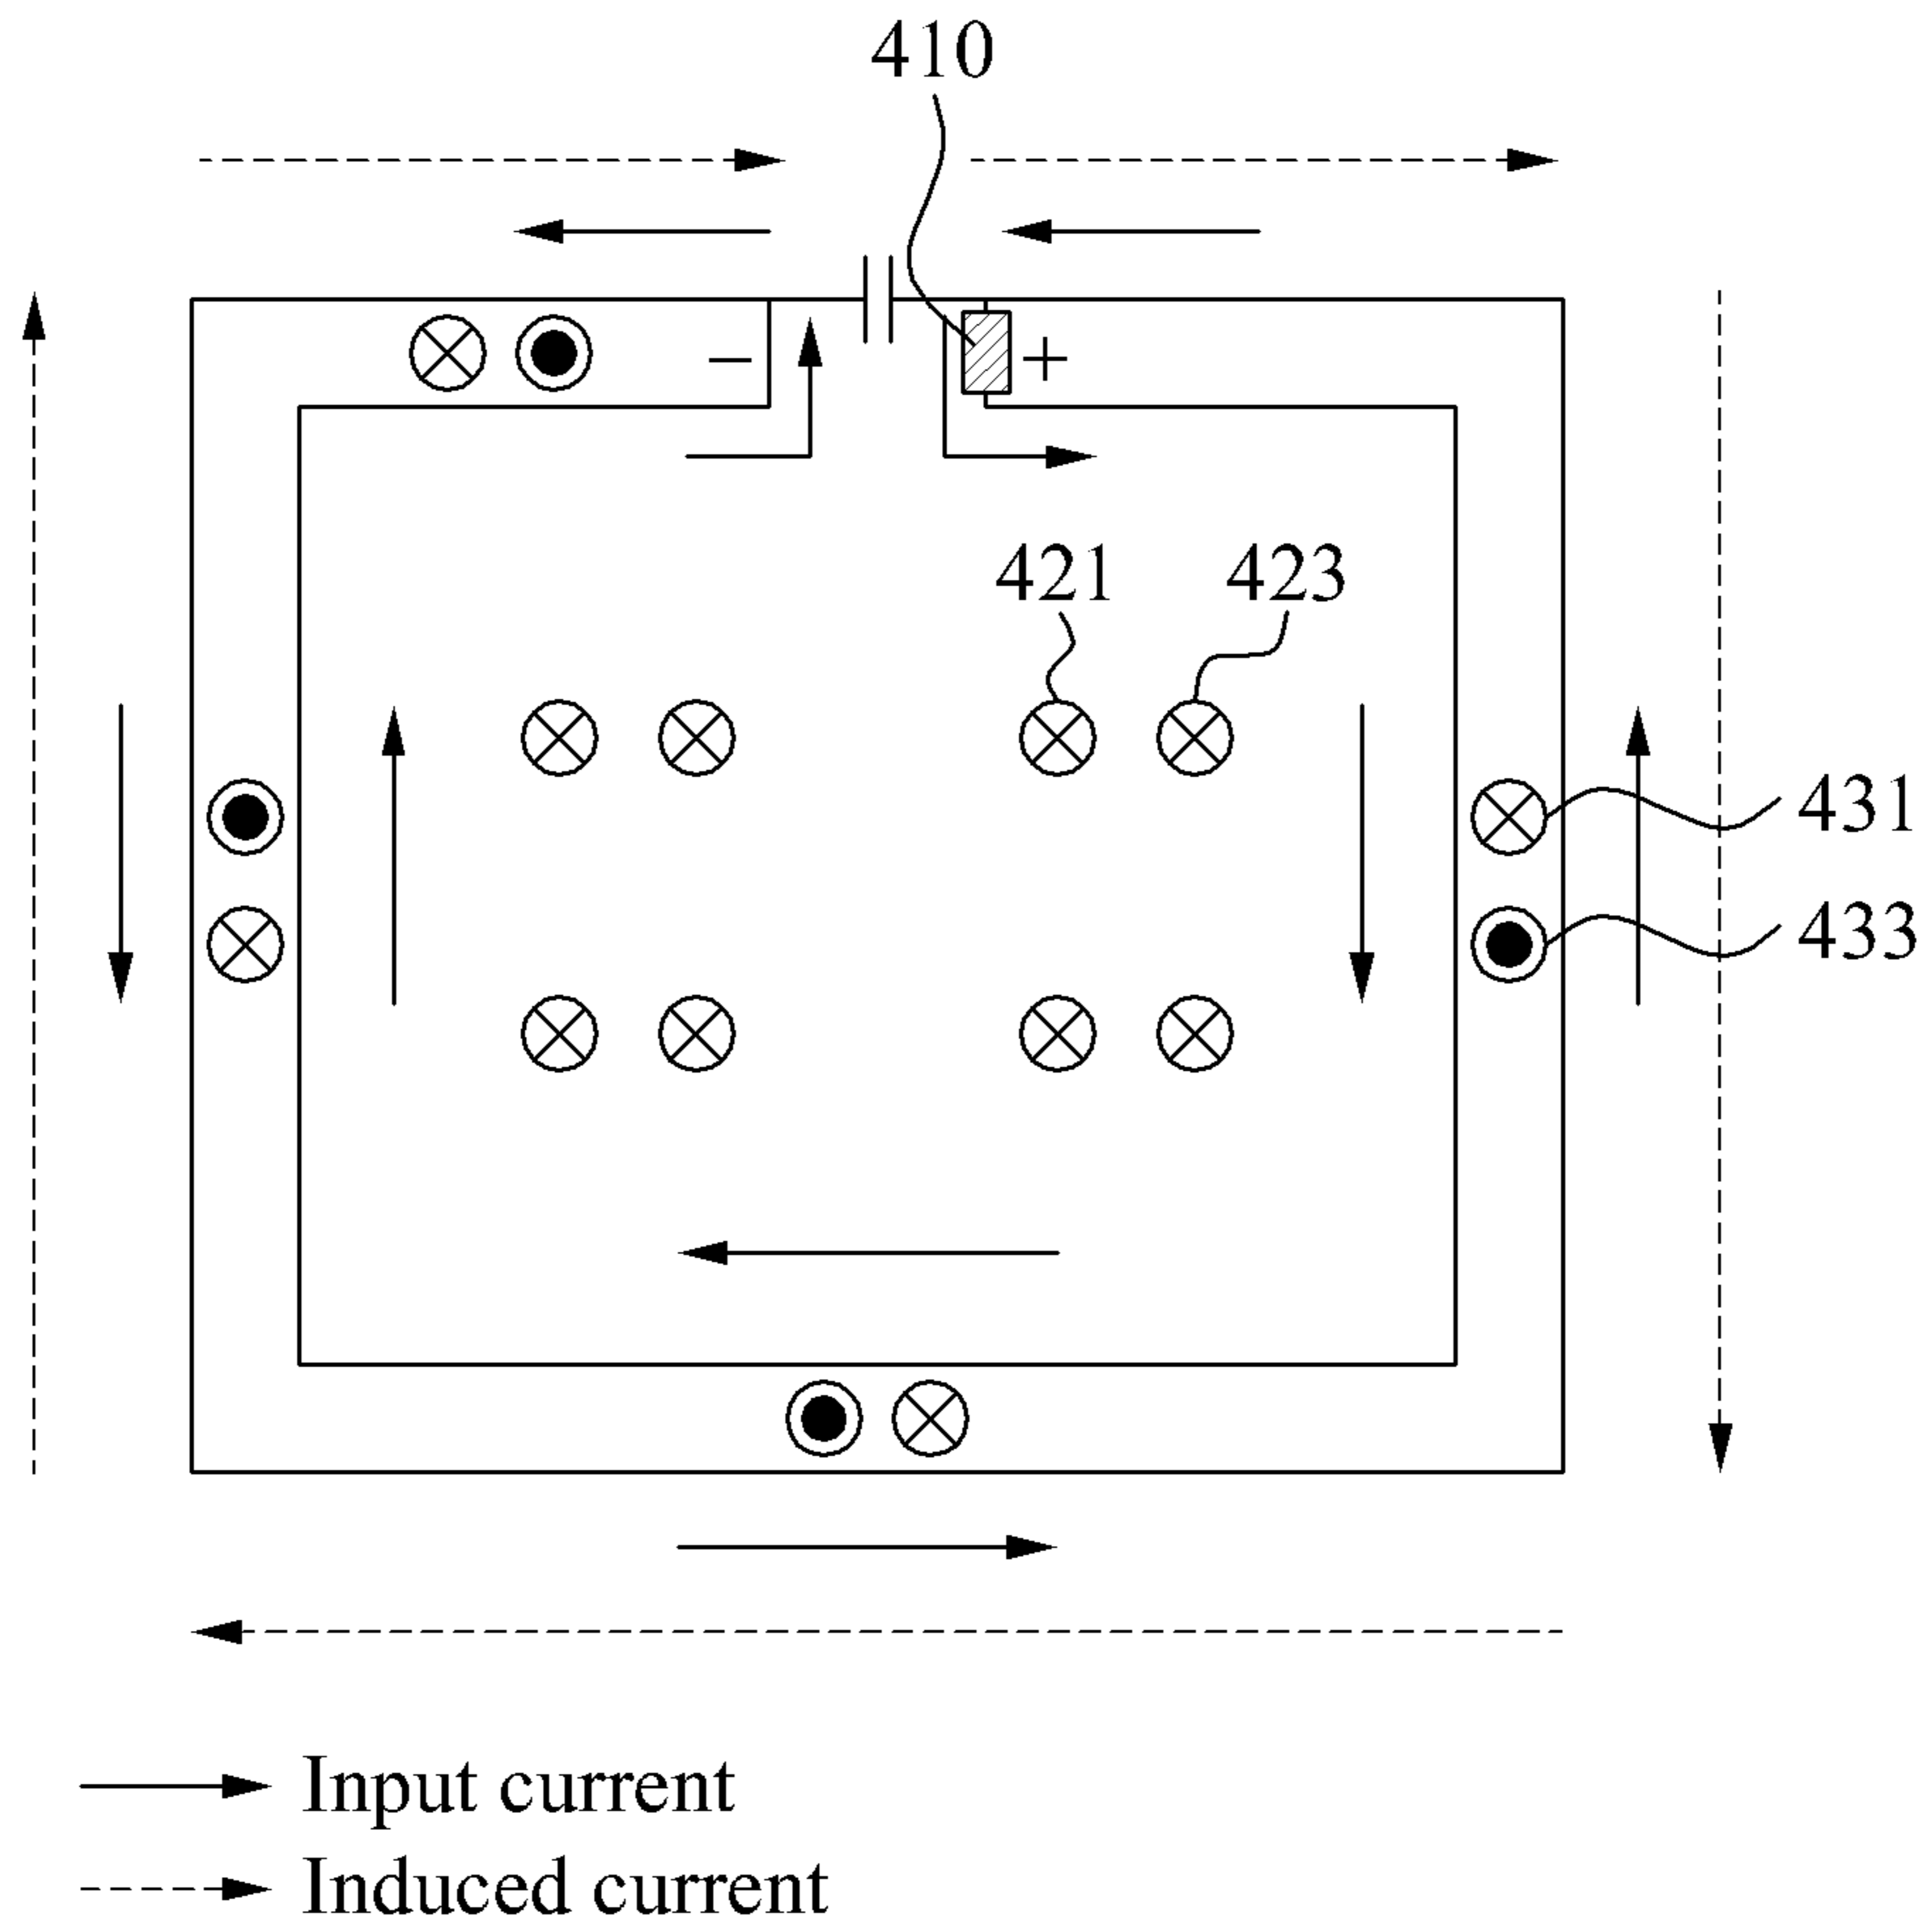 410
− +
421 423
431
433
Input current
Induced current